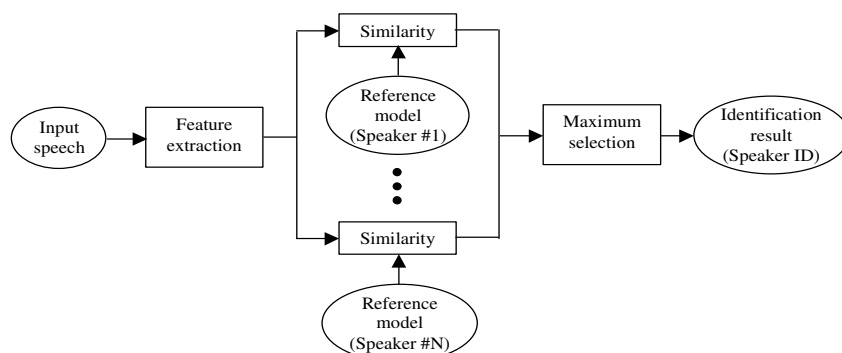 Similarity
Reference
model
(Speaker #1)
Input
speech
Feature
extraction
Maximum
selection
Identification
result
(Speaker ID)
Similarity
Reference
model
(Speaker #N)